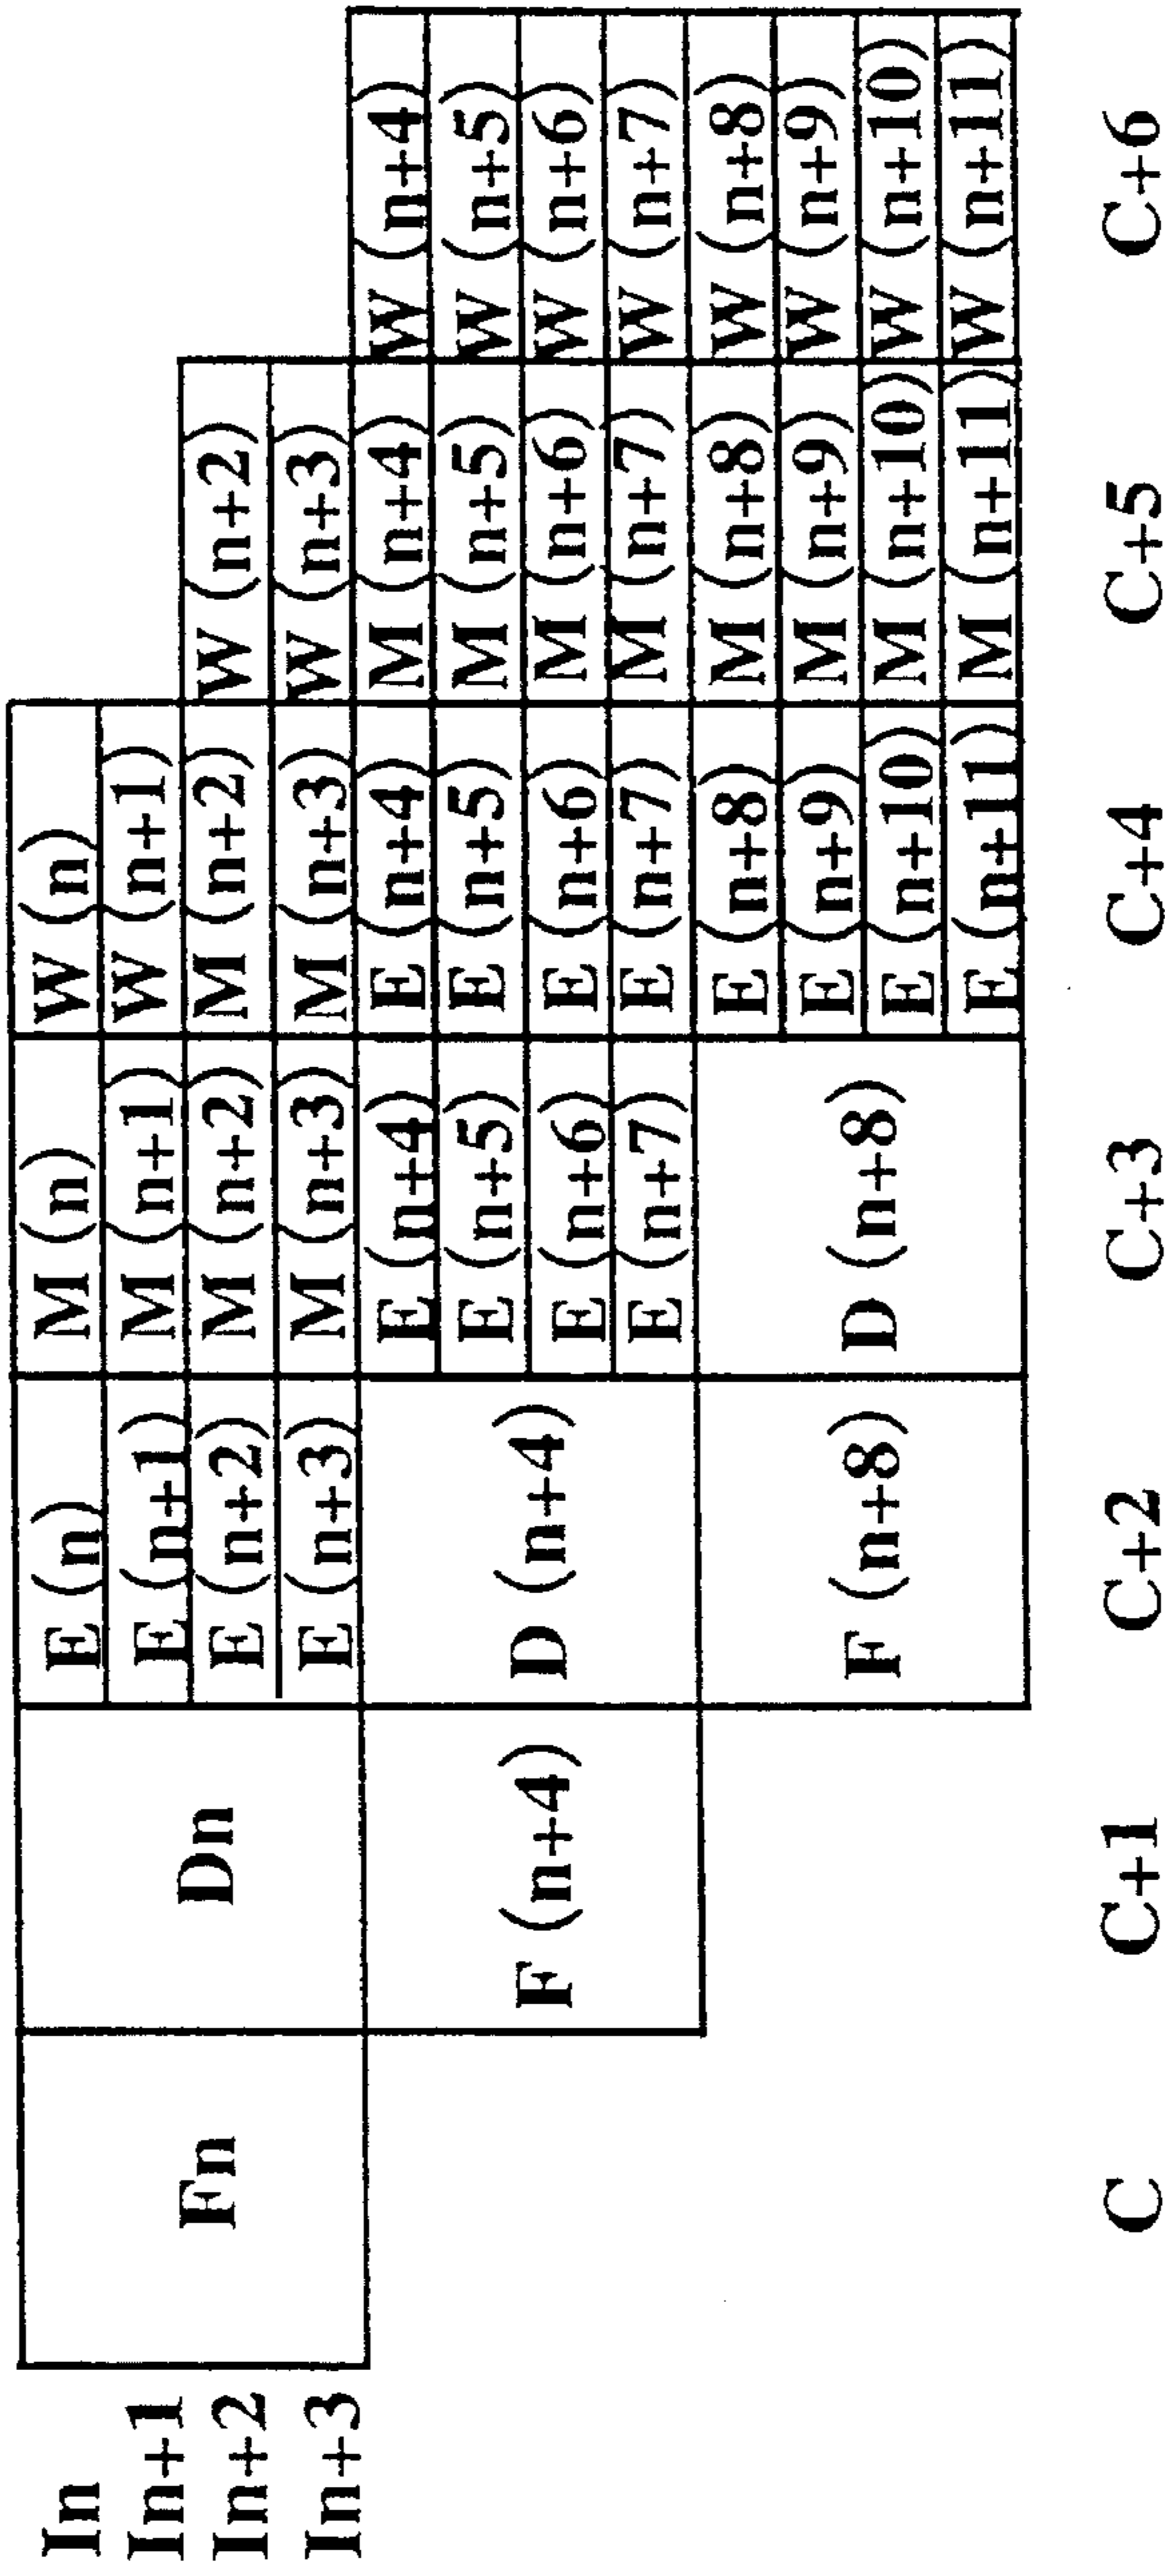 In E (n) M (n) W (n)
In+1 E (n+1) M (n+1) W (n+1)
Fn Dn
In+2 E (n+2) M (n+2) M (n+2) W (n+2)
In+3 E (n+3) M (n+3) M (n+3) W (n+3)
E (n+4) E (n+4) M (n+4) W (n+4)
E (n+5) E (n+5) M (n+5) W (n+5)
F (n+4) D (n+4)
E (n+6) E (n+6) M (n+6) W (n+6)
E (n+7) E (n+7) M (n+7) W (n+7)
E (n+8) M (n+8) W (n+8)
E (n+9) M (n+9) W (n+9)
F (n+8) D (n+8)
E (n+10) M (n+10) W (n+10)
E (n+11) M (n+11) W (n+11)
C C+1 C+2 C+3 C+4 C+5 C+6